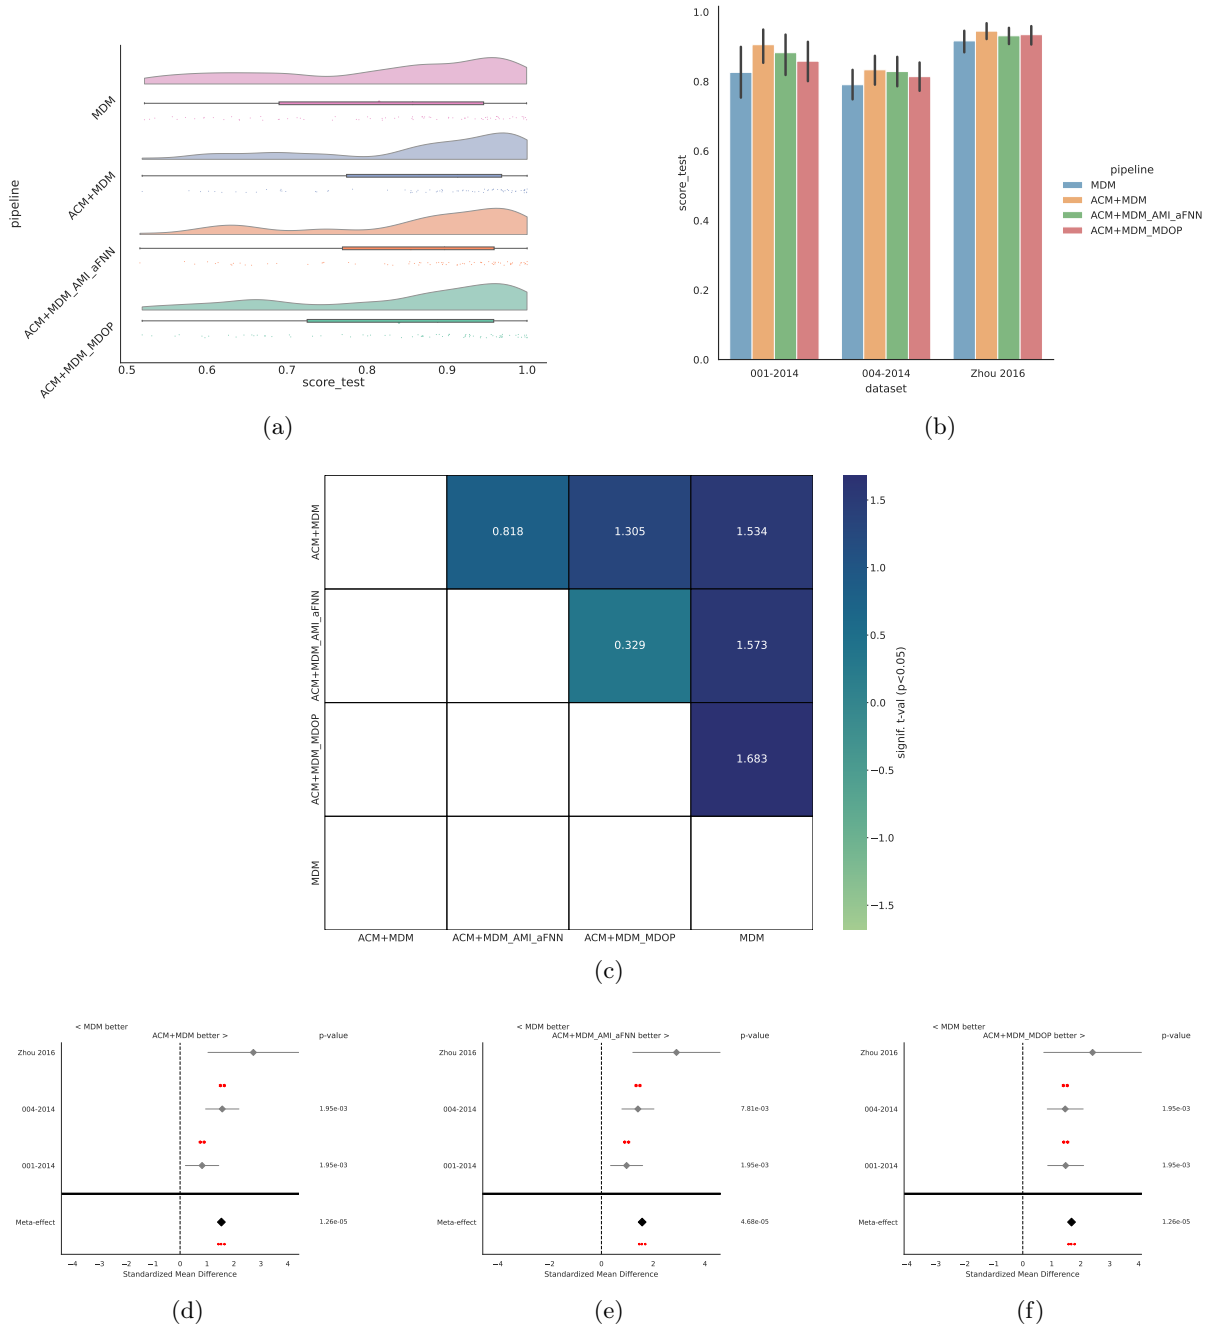 pipeline
MDM
ACM+MDM
ACM+MDM_AMI_aFNN
ACM+MDM_MDOP
0.5 0.6 0.7 0.8 0.9 1.0
score_test
(a)
1.0
0.8
0.6
0.4
0.2
0.0
score_test
001-2014 004-2014 Zhou 2016
dataset
pipeline
MDM
ACM+MDM
ACM+MDM_AMI_aFNN
ACM+MDM_MDOP
(b)
ACM+MDM
ACM+MDM_AMI_aFNN
ACM+MDM_MDOP
MDM
0.818 1.305 1.534
0.329 1.573
1.683
ACM+MDM ACM+MDM_AMI_aFNN ACM+MDM_MDOP MDM
1.5
1.0
0.5
0.0
−0.5
−1.0
−1.5
signif. t-val (p<0.05)
(c)
< MDM better
ACM+MDM better > p-value
Zhou 2016
004-2014 1.95e-03
001-2014 1.95e-03
Meta-effect 1.26e-05
−4 −3 −2 −1 0 1 2 3 4
Standardized Mean Difference
(d)
< MDM better
ACM+MDM_AMI_aFNN better > p-value
Zhou 2016
004-2014 7.81e-03
001-2014 1.95e-03
Meta-effect 4.68e-05
−4 −2 0 2 4
Standardized Mean Difference
(e)
< MDM better
ACM+MDM_MDOP better > p-value
Zhou 2016
004-2014 1.95e-03
001-2014 1.95e-03
Meta-effect 1.26e-05
−4 −3 −2 −1 0 1 2 3 4
Standardized Mean Difference
(f)